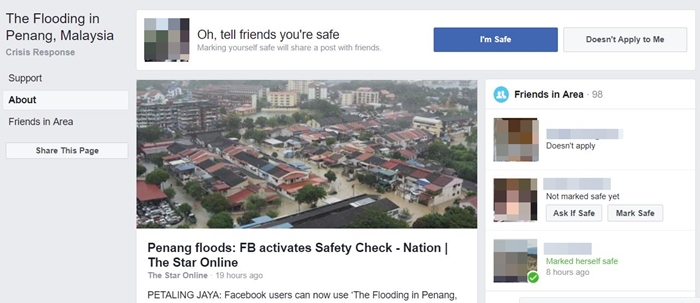 The Flooding in
Penang, Malaysia
Crisis Response
Support
About
Friends in Area
Share This Page
Oh, tell friends you're safe
Marking yourself safe will share a post with friends.
I'm Safe
Doesn't Apply to Me
Penang floods: FB activates Safety Check - Nation |
The Star Online
The Star Online · 19 hours ago
PETALING JAYA: Facebook users can now use 'The Flooding in Penang,
Friends in Area · 98
Doesn't apply
Not marked safe yet
Ask If Safe
Mark Safe
Marked herself safe
8 hours ago